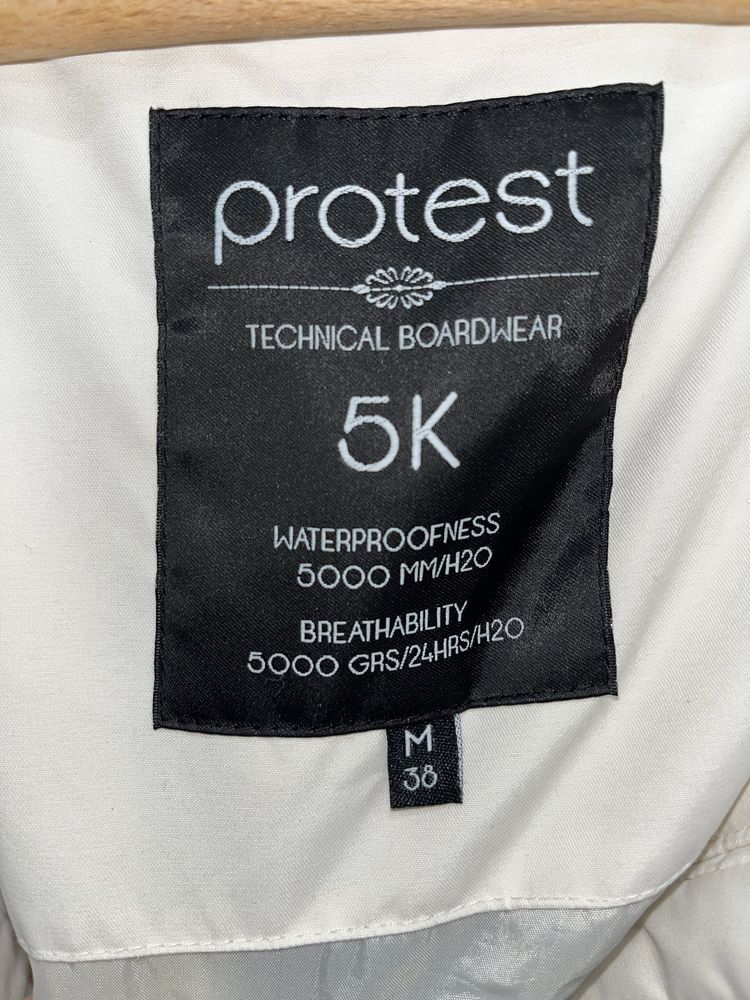 protest
TECHNICAL BOARDWEAR
5K
WATERPROOFNESS
5000 MM/H2O
BREATHABILITY
5000 GRS/24HRS/H2O
M
38